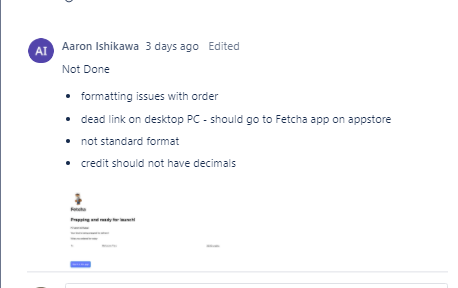 AI
Aaron Ishikawa 3 days ago Edited
Not Done
formatting issues with order
dead link on desktop PC - should go to Fetcha app on appstore
not standard format
credit should not have decimals
Fetcha
Prepping and ready for launch!